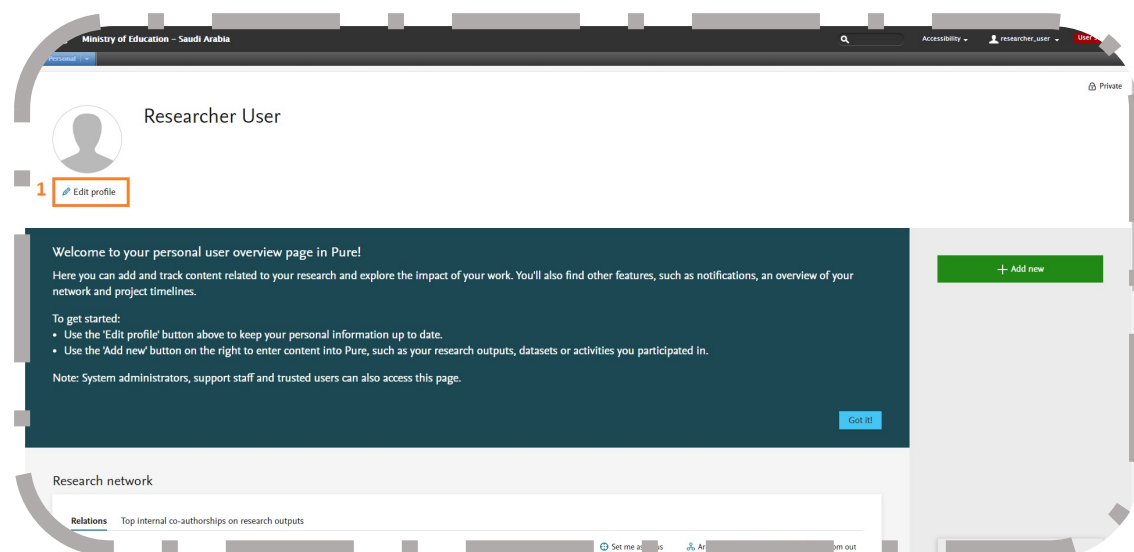 Ministry of Education – Saudi Arabia
Accessibility
researcher_user
User
Personal
Private
Researcher User
1
Edit profile
Welcome to your personal user overview page in Pure!
Here you can add and track content related to your research and explore the impact of your work. You'll also find other features, such as notifications, an overview of your
network and project timelines.
To get started:
• Use the 'Edit profile' button above to keep your personal information up to date.
• Use the 'Add new' button on the right to enter content into Pure, such as your research outputs, datasets or activities you participated in.
Note: System administrators, support staff and trusted users can also access this page.
Got it!
+ Add new
Research network
Relations Top internal co-authorships on research outputs
Set me as
om out